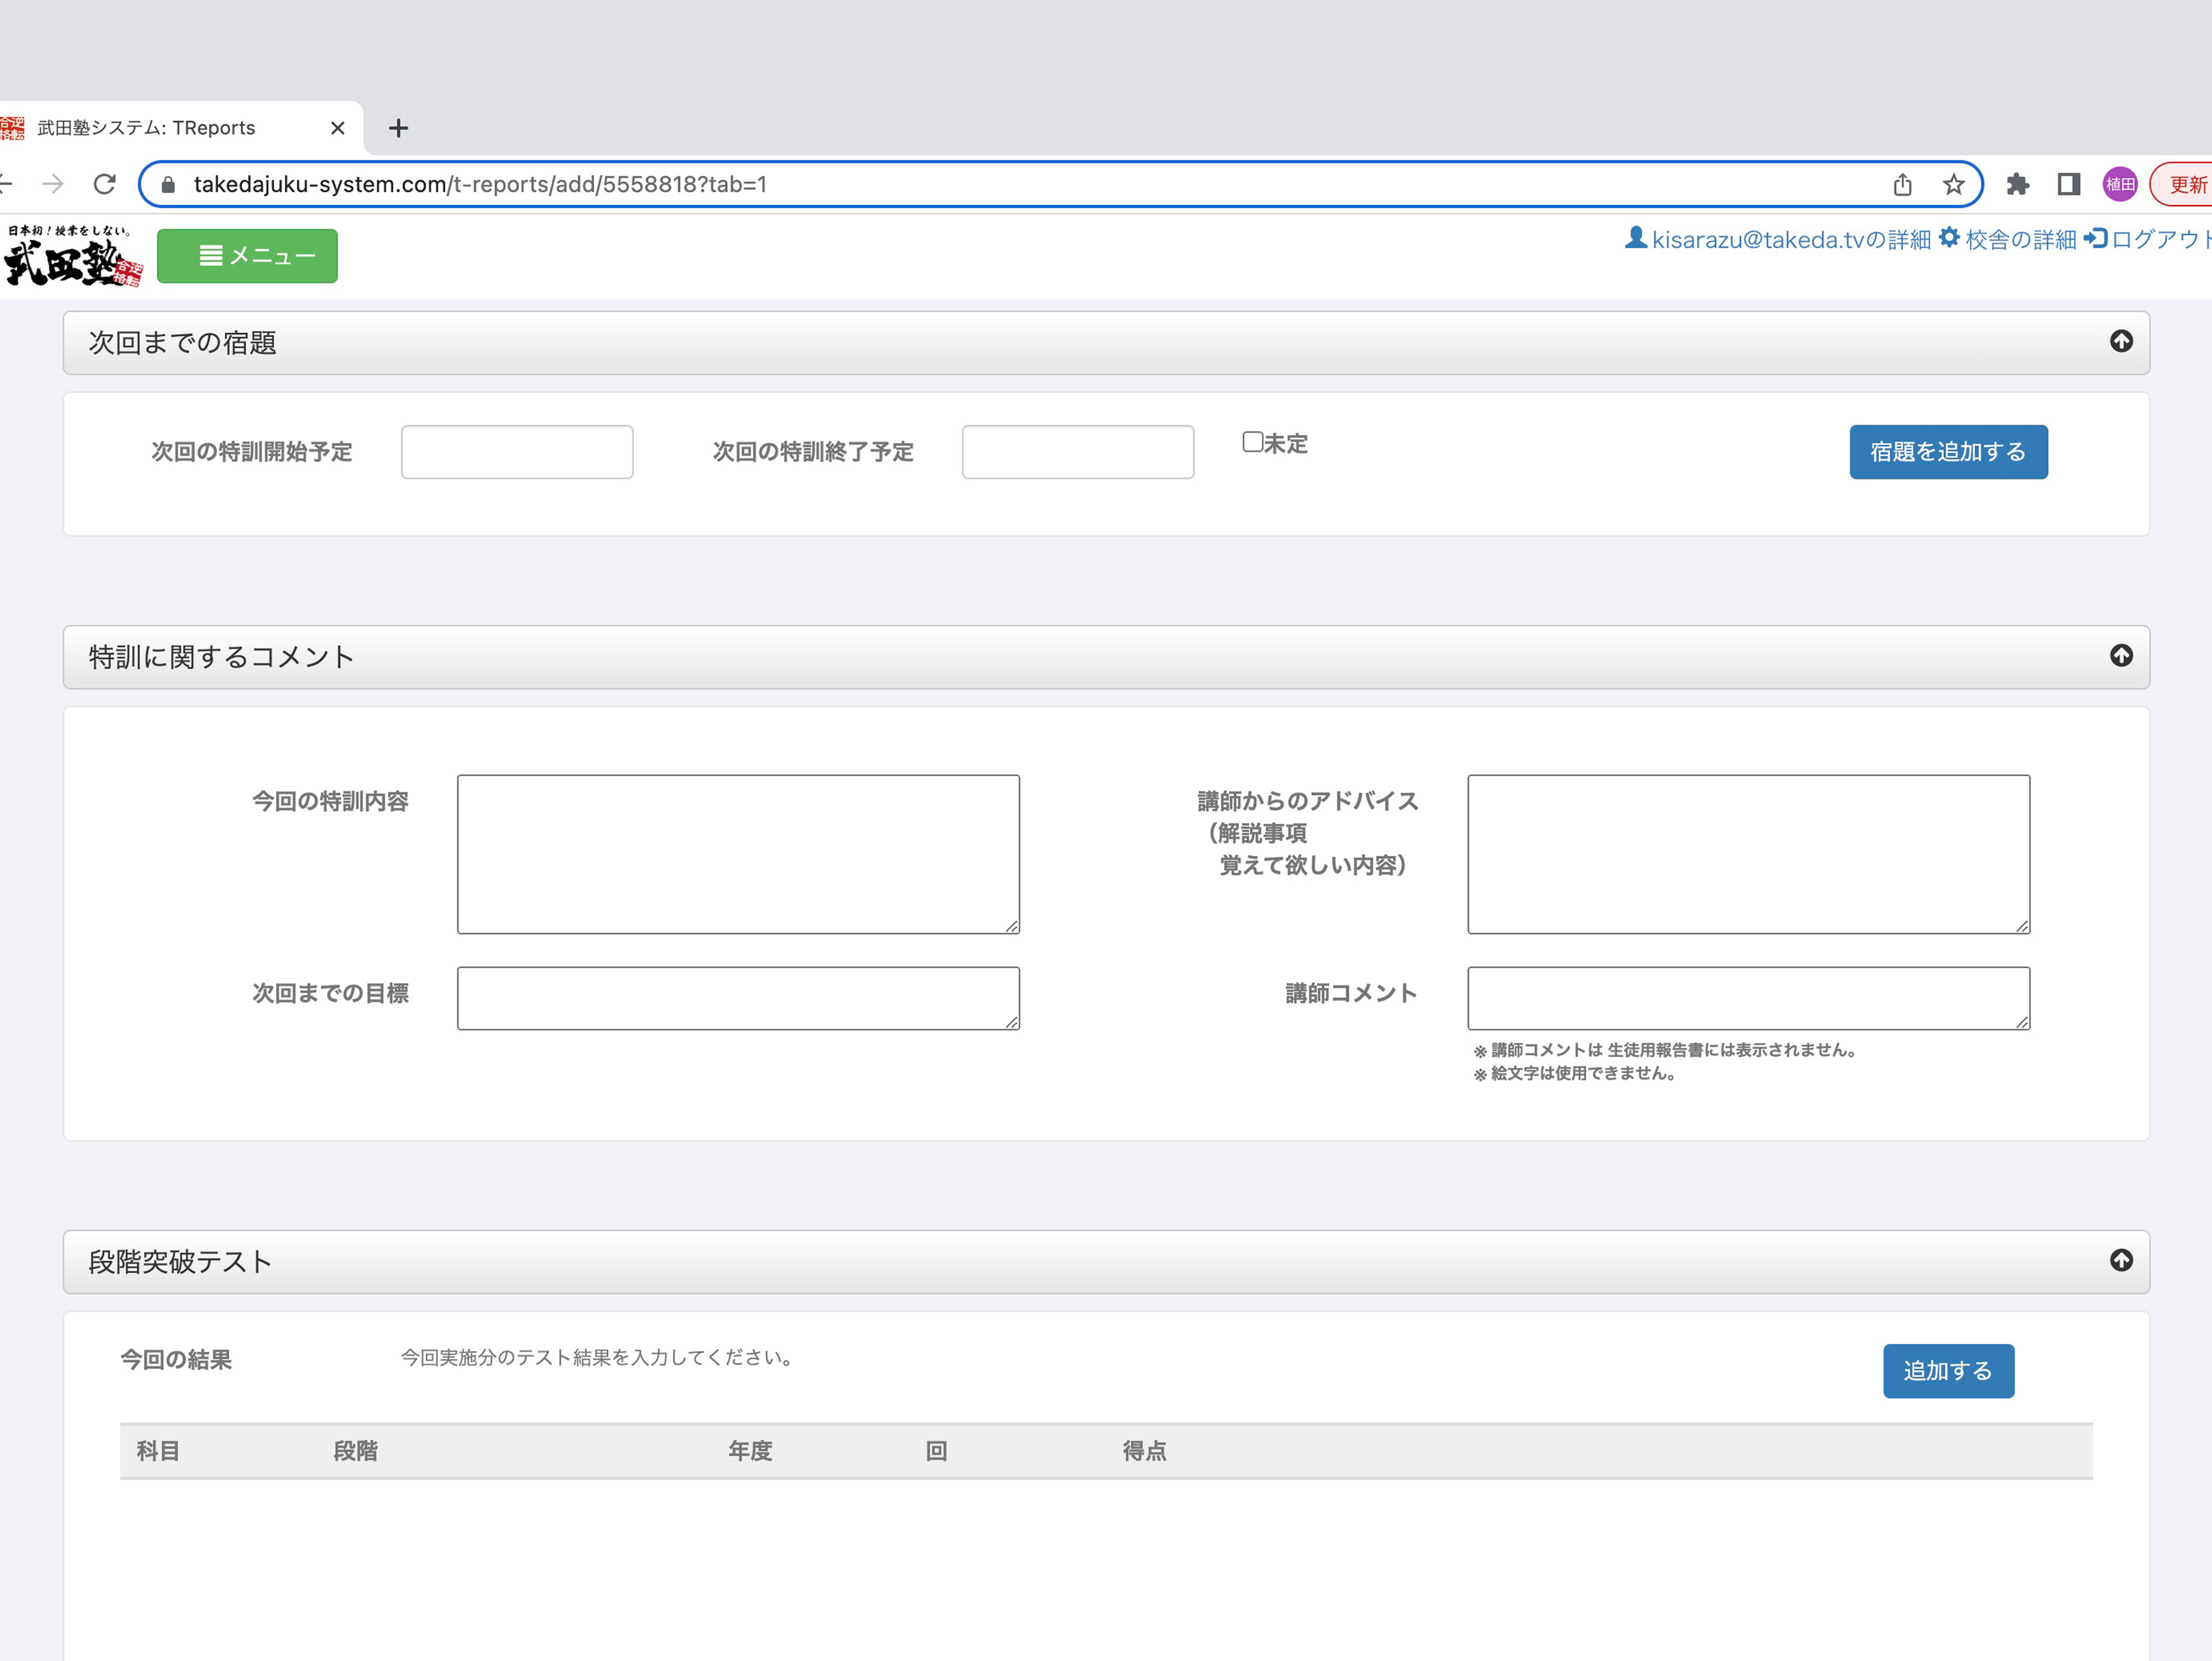 武田塾システム: TReports
takedajuku-system.com/t-reports/add/5558818?tab=1
植田
更新
日本初！授業をしない。
武田塾
逆転合格
メニュー
kisarazu@takeda.tvの詳細 校舎の詳細 ログアウト
次回までの宿題
次回の特訓開始予定 次回の特訓終了予定 未定 宿題を追加する
特訓に関するコメント
今回の特訓内容
講師からのアドバイス
（解説事項
覚えて欲しい内容）
次回までの目標
講師コメント
※ 講師コメントは 生徒用報告書には表示されません。
※ 絵文字は使用できません。
段階突破テスト
今回の結果 今回実施分のテスト結果を入力してください。 追加する
科目 段階 年度 回 得点